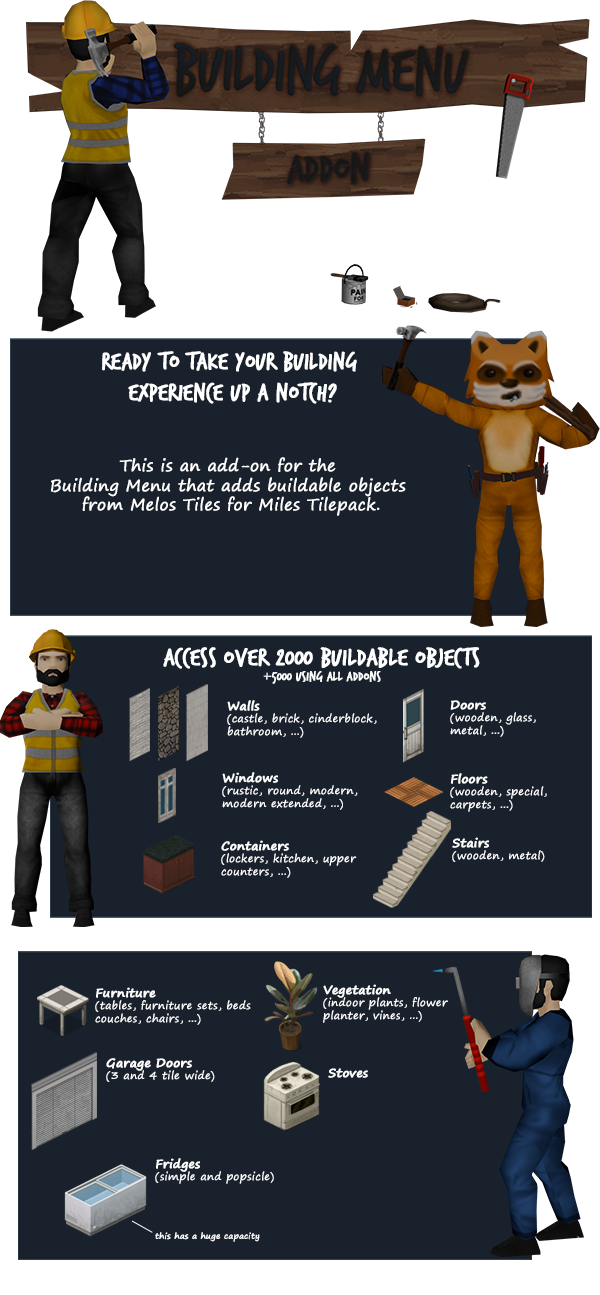 BUILDING MENU
ADDON
PAIN
FOR
READY TO TAKE YOUR BUILDING
EXPERIENCE UP A NOTCH?
This is an add-on for the
Building Menu that adds buildable objects
from Melos Tiles for Miles Tilepack.
ACCESS OVER 2000 BUILDABLE OBJECTS
+5000 USING ALL ADDONS
Walls
(castle, brick, cinderblock,
bathroom, ...)
Doors
(wooden, glass,
metal, ...)
Windows
(rustic, round, modern,
modern extended, ...)
Floors
(wooden, special,
carpets, ...)
Containers
(lockers, kitchen, upper
counters, ...)
Stairs
(wooden, metal)
Furniture
(tables, furniture sets, beds
couches, chairs, ...)
Vegetation
(indoor plants, flower
planter, vines, ...)
Garage Doors
(3 and 4 tile wide)
Stoves
Fridges
(simple and popsicle)
this has a huge capacity